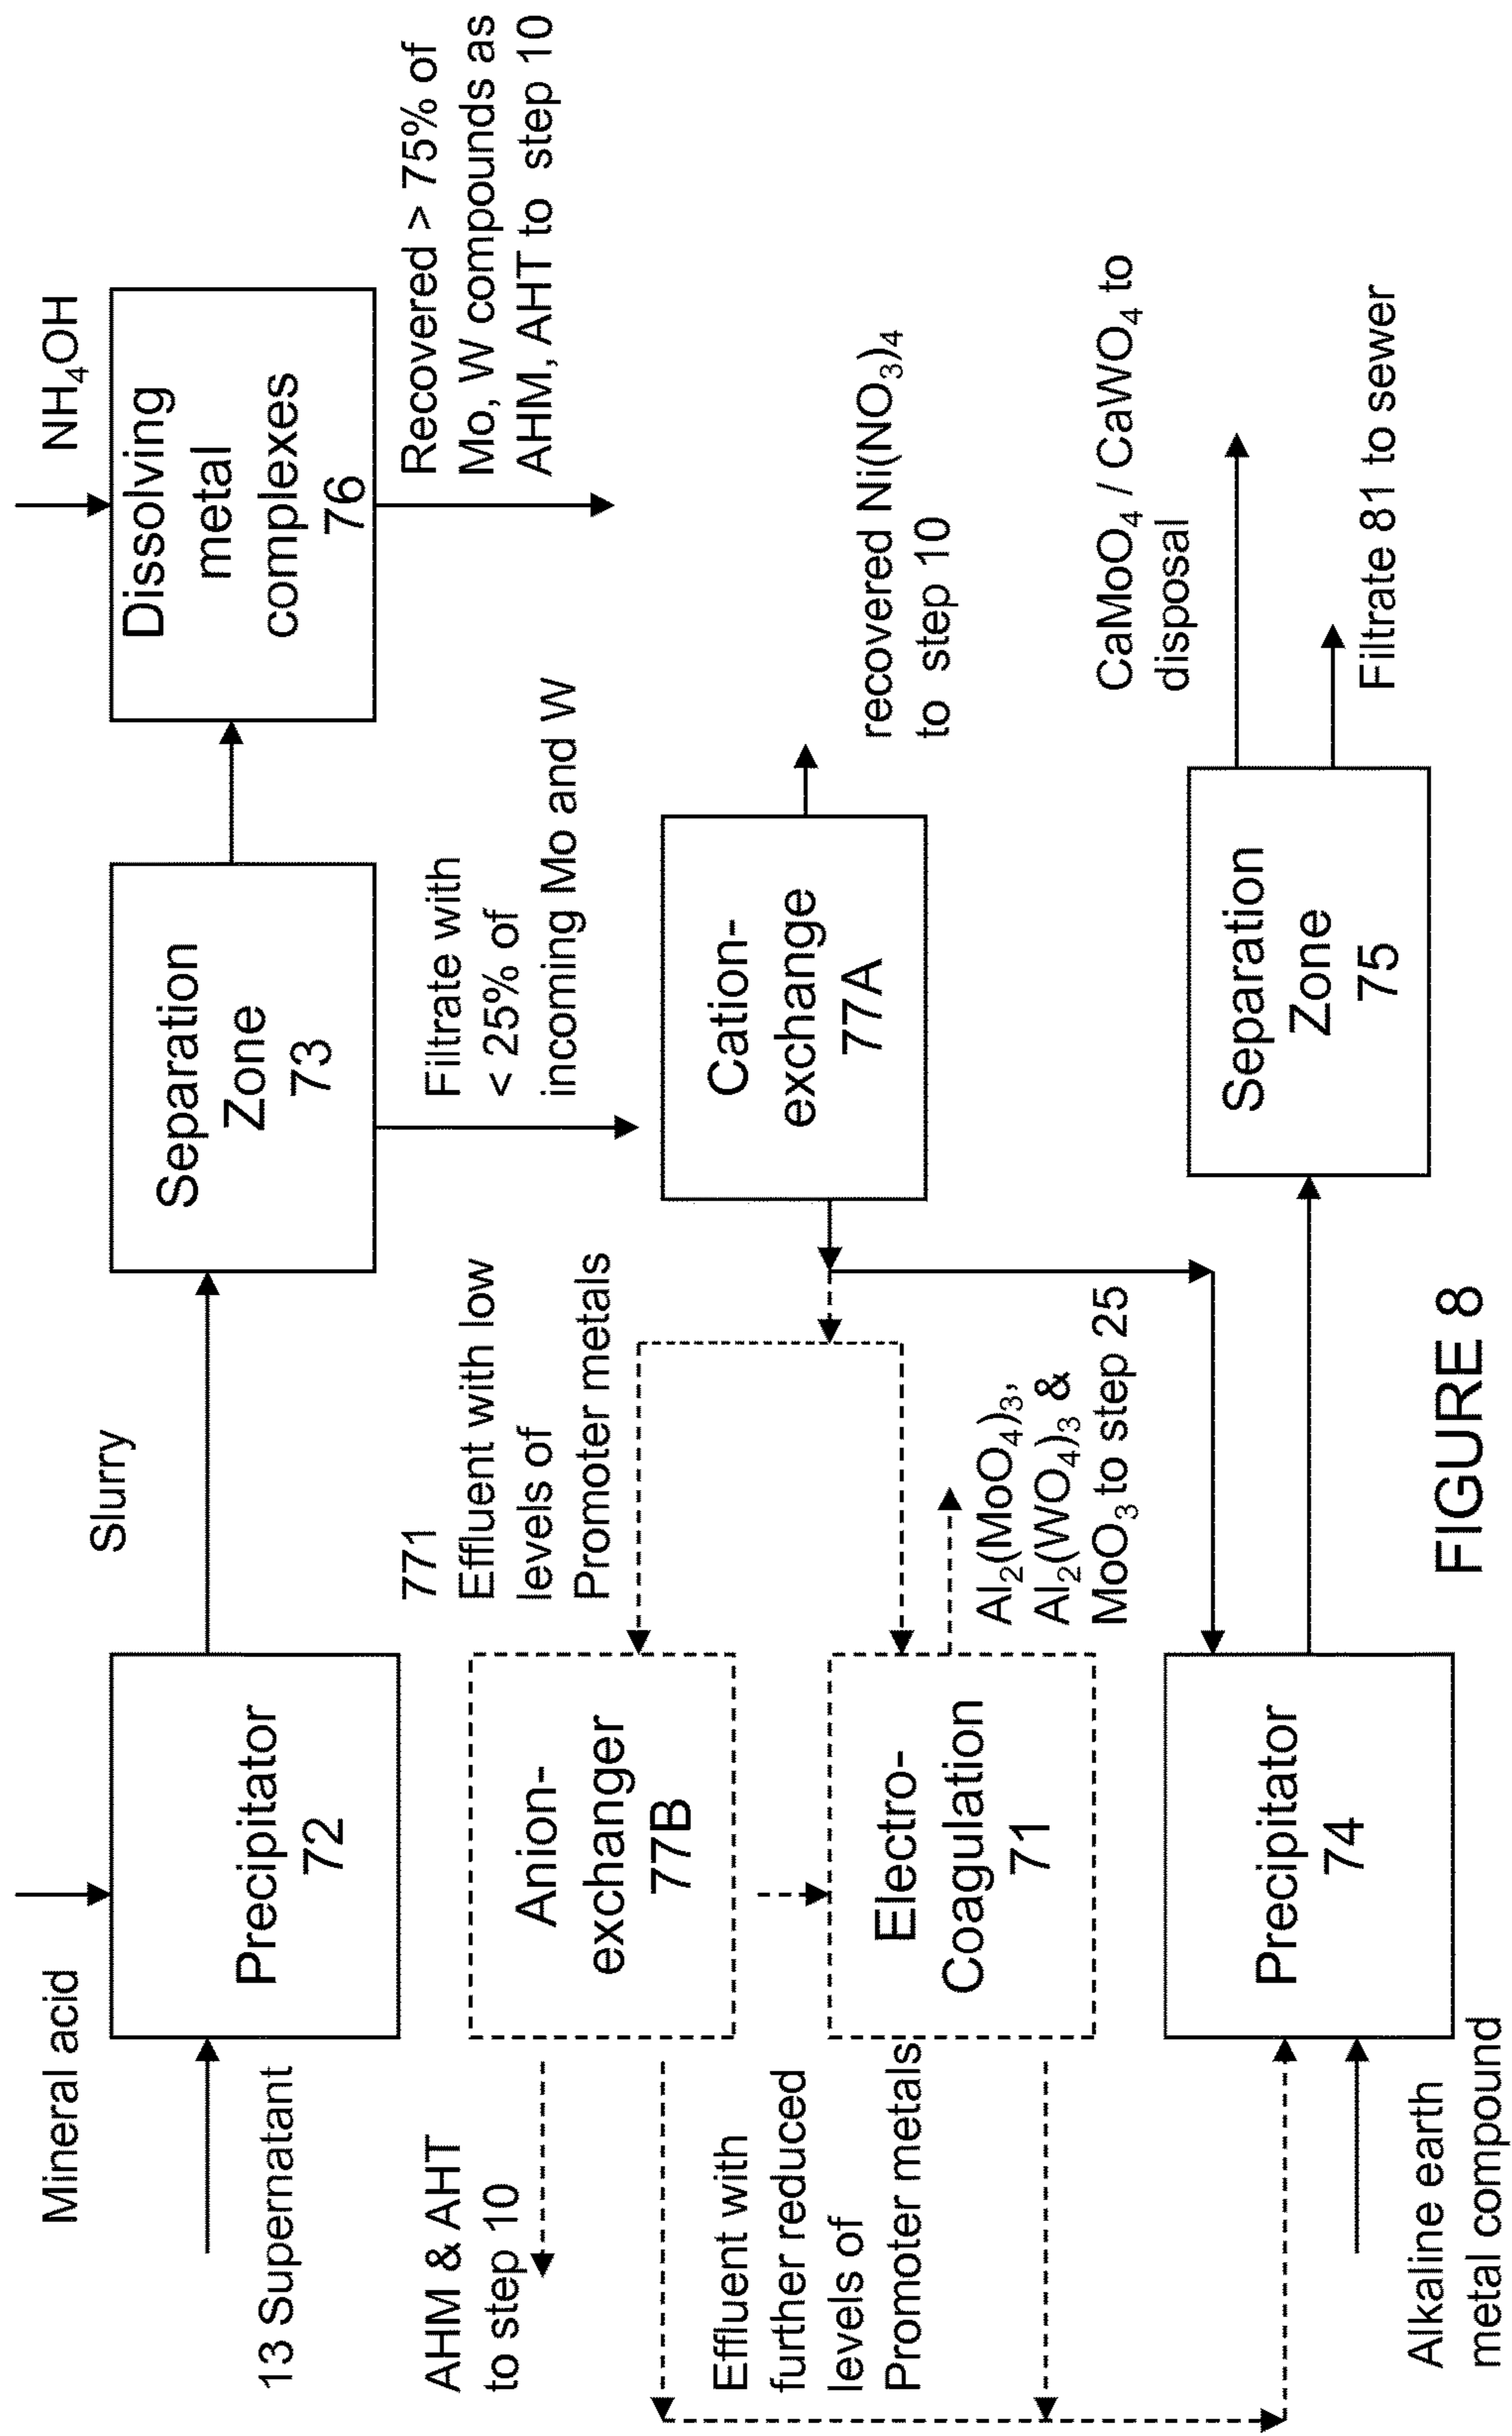 Mineral acid
13 Supernatant
Precipitator
72
Slurry
Separation
Zone
73
NH₄OH
Dissolving
metal
complexes
76
Recovered > 75% of
Mo, W compounds as
AHM, AHT to step 10
Filtrate with
< 25% of
incoming Mo and W
771
Effluent with low
levels of
Promoter metals
AHM & AHT
to step 10
Anion-
exchanger
77B
Cation-
exchange
77A
recovered Ni(NO₃)₄
to step 10
Effluent with
further reduced
levels of
Promoter metals
Electro-
Coagulation
71
Al₂(MoO₄)₃,
Al₂(WO₄)₃ &
MoO₃ to step 25
Precipitator
74
Alkaline earth
metal compound
Separation
Zone
75
CaMoO₄ / CaWO₄ to
disposal
Filtrate 81 to sewer
FIGURE 8